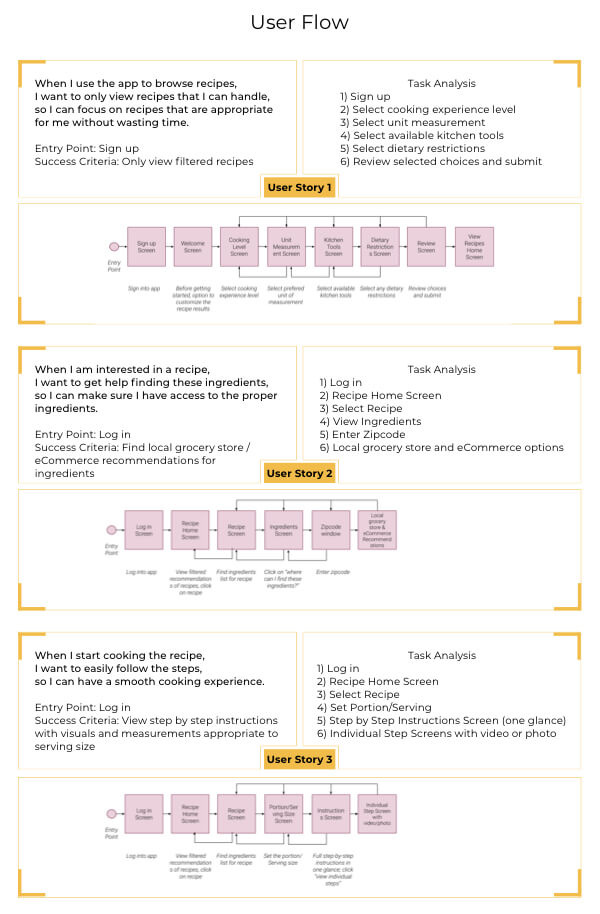 User Flow
When I use the app to browse recipes,
I want to only view recipes that I can handle,
so I can focus on recipes that are appropriate
for me without wasting time.
Entry Point: Sign up
Success Criteria: Only view filtered recipes
Task Analysis
1) Sign up
2) Select cooking experience level
3) Select unit measurement
4) Select available kitchen tools
5) Select dietary restrictions
6) Review selected choices and submit
User Story 1
Entry
Point
Sign up
Screen
Welcome
Screen
Cooking
Level
Screen
Unit
Measurem
ent Screen
Kitchen
Tools
Screen
Dietary
Restriction
s Screen
Review
Screen
View
Recipes
Home
Screen
Sign into app
Before getting
started, option to
customize the
recipe results
Select cooking
experience level
Select prefered
unit of
measurement
Select available
kitchen tools
Select any dietary
restrictions
Review choices
and submit
When I am interested in a recipe,
I want to get help finding these ingredients,
so I can make sure I have access to the proper
ingredients.
Entry Point: Log in
Success Criteria: Find local grocery store /
eCommerce recommendations for
ingredients
Task Analysis
1) Log in
2) Recipe Home Screen
3) Select Recipe
4) View Ingredients
5) Enter Zipcode
6) Local grocery store and eCommerce options
User Story 2
Entry
Point
Log in
Screen
Recipe
Home
Screen
Recipe
Screen
Ingredients
Screen
Zipcode
window
Local
grocery
store &
eCommerce
Recommend
ations
Log into app
View filtered
recommendation
s of recipes, click
on recipe
Find ingredients
list for recipe
Click on "where
can I find these
ingredients?"
Enter zipcode
When I start cooking the recipe,
I want to easily follow the steps,
so I can have a smooth cooking experience.
Entry Point: Log in
Success Criteria: View step by step instructions
with visuals and measurements appropriate to
serving size
Task Analysis
1) Log in
2) Recipe Home Screen
3) Select Recipe
4) Set Portion/Serving
5) Step by Step Instructions Screen (one glance)
6) Individual Step Screens with video or photo
User Story 3
Entry
Point
Log in
Screen
Recipe
Home
Screen
Recipe
Screen
Portion/Ser
ving Size
Screen
Instruction
s Screen
Individual
Step Screen
with
video/photo
Log into app
View filtered
recommendation
s of recipes, click
on recipe
Find ingredients
list for recipe
Set the portion/
Serving size
Full step-by-step
instructions in
one glance; click
"view individual
steps"